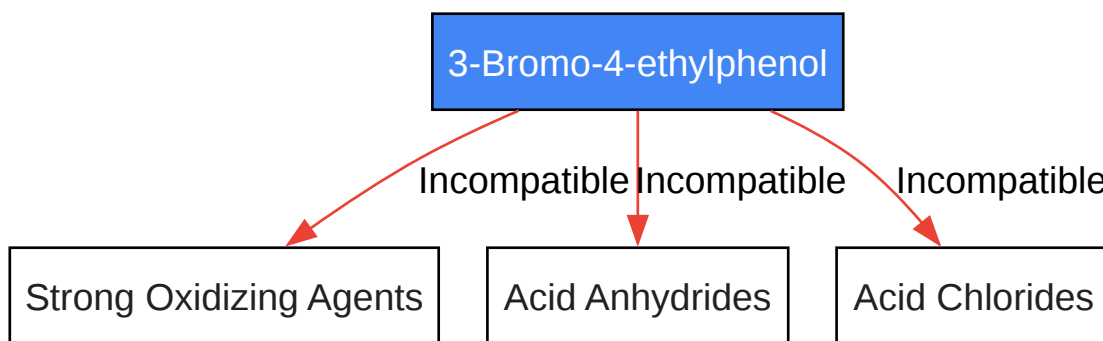 3-Bromo-4-ethylphenol
Incompatible Incompatible Incompatible
Strong Oxidizing Agents
Acid Anhydrides
Acid Chlorides